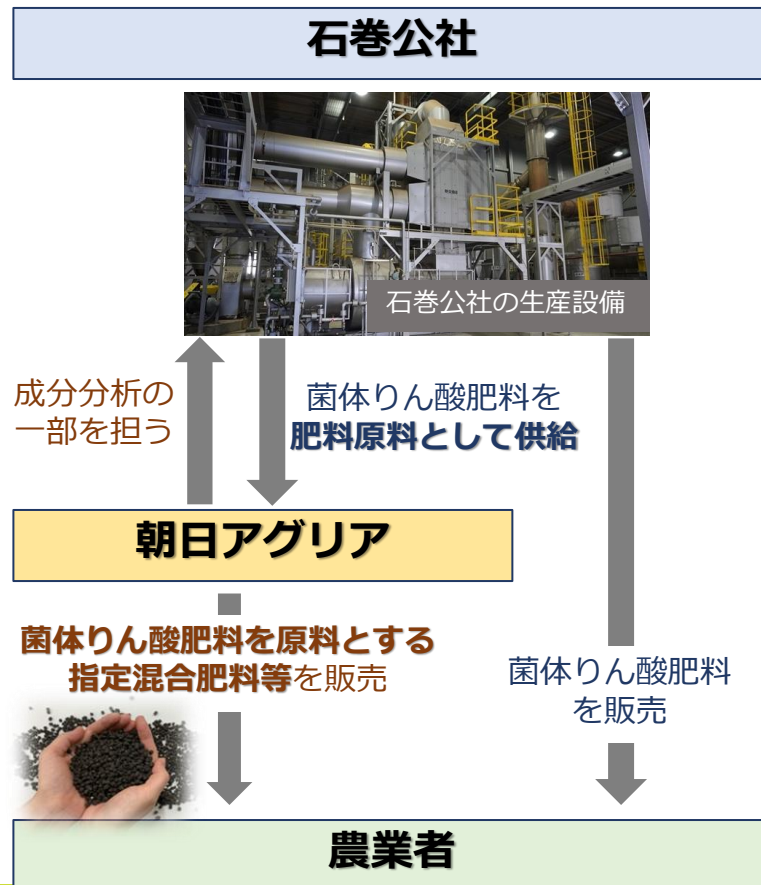 石巻公社
石巻公社の生産設備
成分分析の
一部を担う
菌体りん酸肥料を
肥料原料として供給
朝日アグリア
菌体りん酸肥料を原料とする
指定混合肥料等を販売
菌体りん酸肥料
を販売
農業者